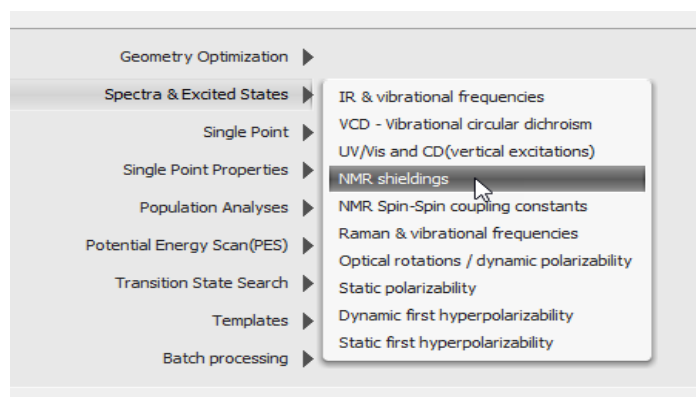 Geometry Optimization
Spectra & Excited States
Single Point
Single Point Properties
Population Analyses
Potential Energy Scan(PES)
Transition State Search
Templates
Batch processing
IR & vibrational frequencies
VCD - Vibrational circular dichroism
UV/Vis and CD(vertical excitations)
NMR shieldings
NMR Spin-Spin coupling constants
Raman & vibrational frequencies
Optical rotations / dynamic polarizability
Static polarizability
Dynamic first hyperpolarizability
Static first hyperpolarizability